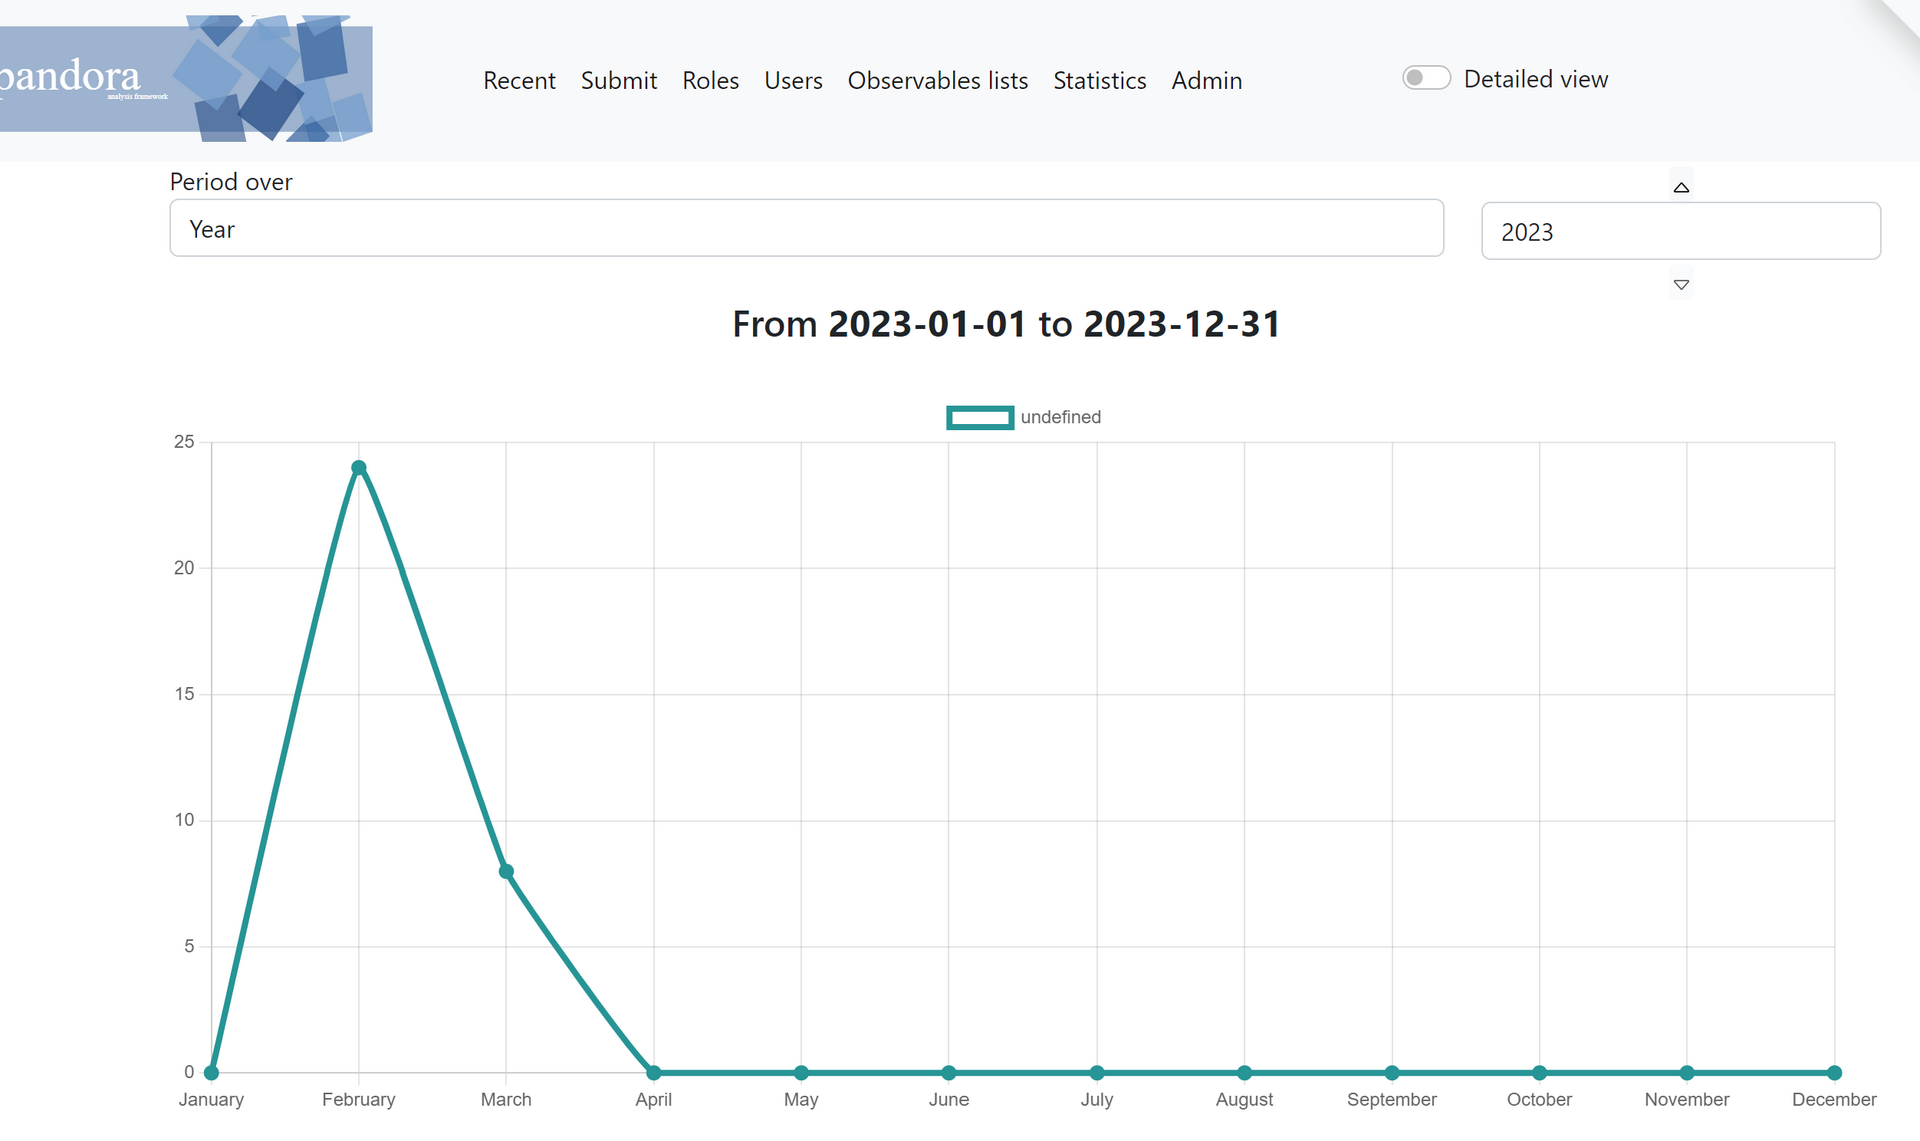 pandora
analysis framework
Recent Submit Roles Users Observables lists Statistics Admin
Detailed view
Period over
Year
2023
From 2023-01-01 to 2023-12-31
undefined
25
20
15
10
5
0
January February March April May June July August September October November December